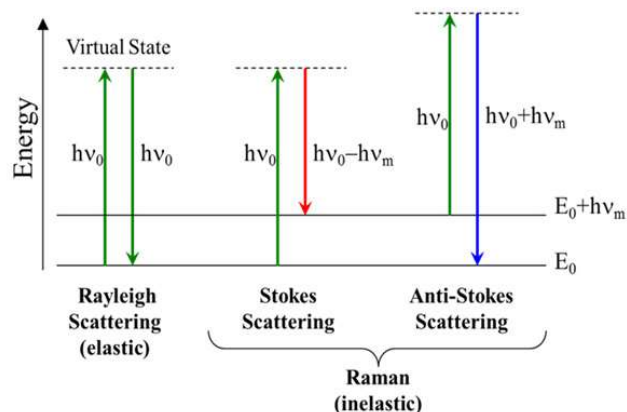 Virtual State
Energy
hν₀
hν₀
hν₀
hν₀–hνₘ
hν₀
hν₀+hνₘ
E₀+hνₘ
E₀
Rayleigh
Scattering
(elastic)
Stokes
Scattering
Anti-Stokes
Scattering
Raman
(inelastic)